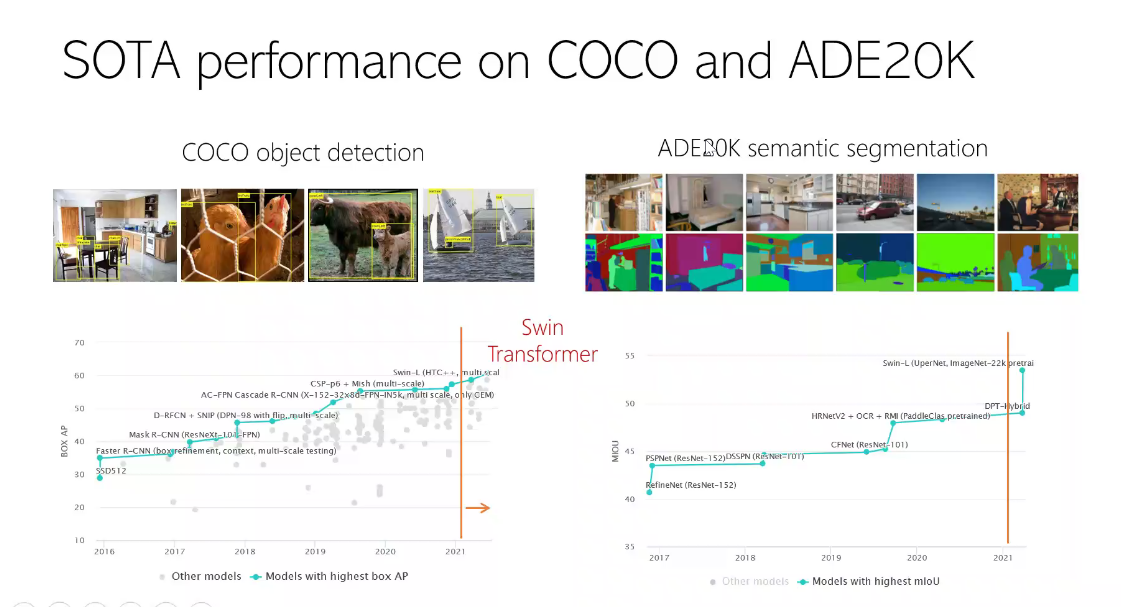 SOTA performance on COCO and ADE20K
COCO object detection
ADE20K semantic segmentation
Swin
Transformer
70
60
50
40
30
20
10
BOX AP
Swin-L (HTC++, multi scal
CSP-p6 + Mish (multi-scale)
AC-FPN Cascade R-CNN (X-152-32x8d-FPN-IN5k, multi scale, only CEM)
D-RFCN + SNIP (DPN-98 with flip, multi-scale)
Mask R-CNN (ResNeXt-101-FPN)
Faster R-CNN (box refinement, context, multi-scale testing)
SSD512
2016 2017 2018 2019 2020 2021
Other models Models with highest box AP
55
50
45
40
35
MIOU
Swin-L (UperNet, ImageNet-22k pretrai
DPT-Hybrid
HRNetV2 + OCR + RMI (PaddleClas pretrained)
CFNet (ResNet-101)
PSPNet (ResNet-152) DSSPN (ResNet-101)
RefineNet (ResNet-152)
2017 2018 2019 2020 2021
Other models Models with highest mIoU